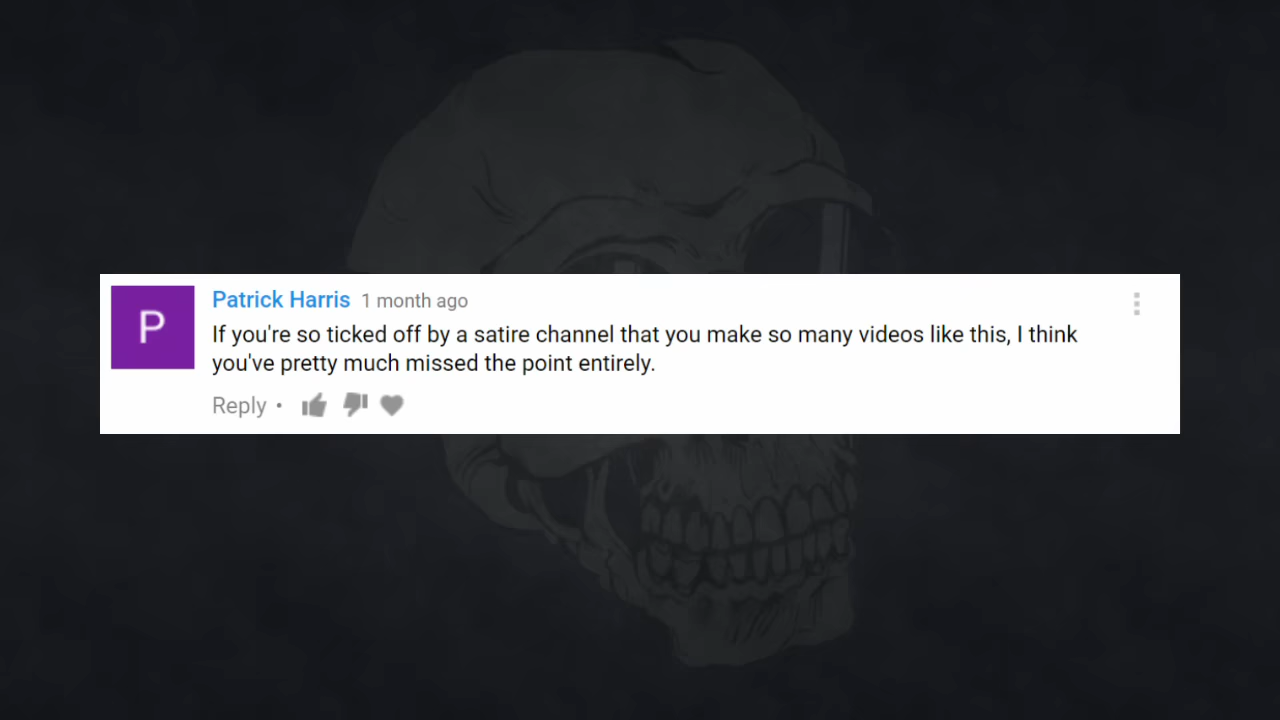 P
Patrick Harris 1 month ago
If you're so ticked off by a satire channel that you make so many videos like this, I think
you've pretty much missed the point entirely.
Reply •